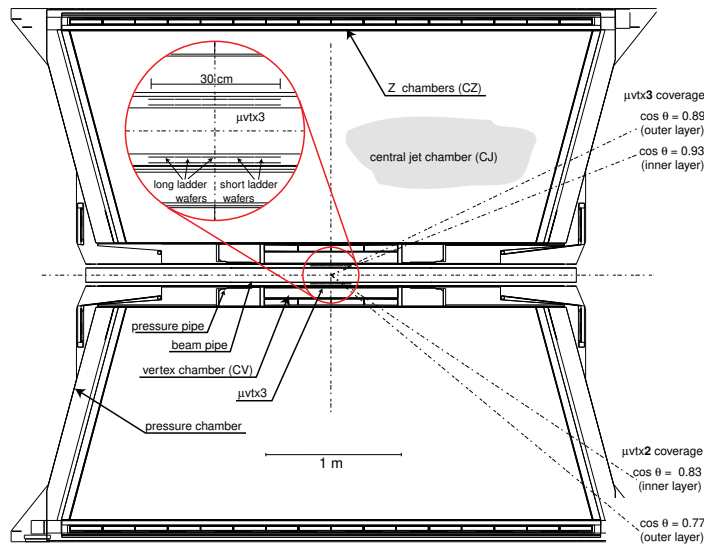 30 cm
μvtx3
long ladder
wafers
short ladder
wafers
Z chambers (CZ)
central jet chamber (CJ)
μvtx3 coverage
cos θ = 0.89
(outer layer)
cos θ = 0.93
(inner layer)
pressure pipe
beam pipe
vertex chamber (CV)
μvtx3
pressure chamber
1 m
μvtx2 coverage
cos θ = 0.83
(inner layer)
cos θ = 0.77
(outer layer)